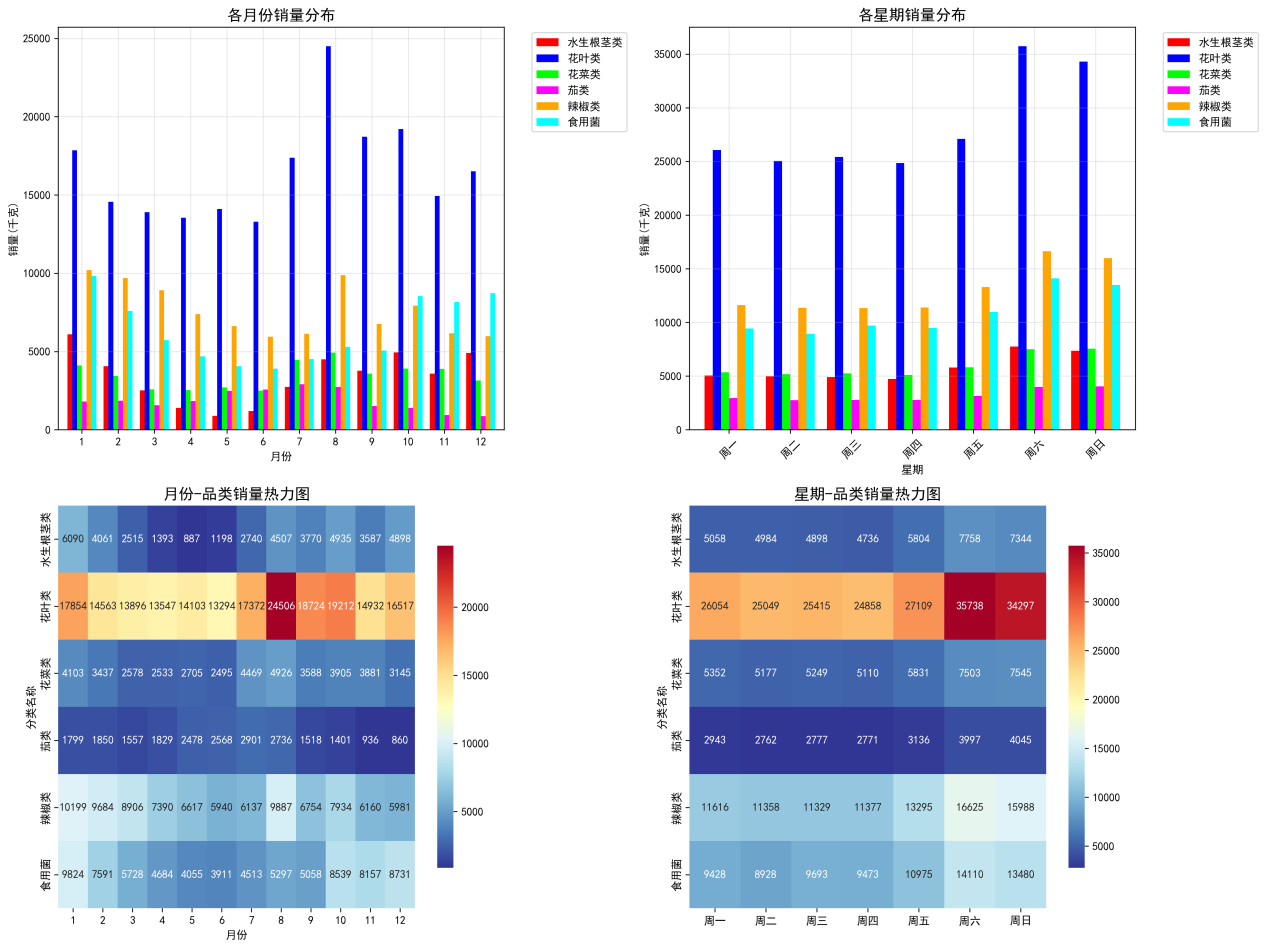 各月份销量分布
25000
20000
15000
10000
5000
0
销量(千克)
1 2 3 4 5 6 7 8 9 10 11 12
月份
水生根茎类
花叶类
花菜类
茄类
辣椒类
食用菌
各星期销量分布
35000
30000
25000
20000
15000
10000
5000
0
销量(千克)
周一 周二 周三 周四 周五 周六 周日
星期
水生根茎类
花叶类
花菜类
茄类
辣椒类
食用菌
月份-品类销量热力图
分类名称
水生根茎类 6090 4061 2515 1393 887 1198 2740 4507 3770 4935 3587 4898
花叶类 17854 14563 13896 13547 14103 13294 17372 24506 18724 19212 14932 16517
花菜类 4103 3437 2578 2533 2705 2495 4469 4926 3588 3905 3881 3145
茄类 1799 1850 1557 1829 2478 2568 2901 2736 1518 1401 936 860
辣椒类 10199 9684 8906 7390 6617 5940 6137 9887 6754 7934 6160 5981
食用菌 9824 7591 5728 4684 4055 3911 4513 5297 5058 8539 8157 8731
1 2 3 4 5 6 7 8 9 10 11 12
月份
20000
15000
10000
5000
星期-品类销量热力图
分类名称
水生根茎类 5058 4984 4898 4736 5804 7758 7344
花叶类 26054 25049 25415 24858 27109 35738 34297
花菜类 5352 5177 5249 5110 5831 7503 7545
茄类 2943 2762 2777 2771 3136 3997 4045
辣椒类 11616 11358 11329 11377 13295 16625 15988
食用菌 9428 8928 9693 9473 10975 14110 13480
周一 周二 周三 周四 周五 周六 周日
35000
30000
25000
20000
15000
10000
5000